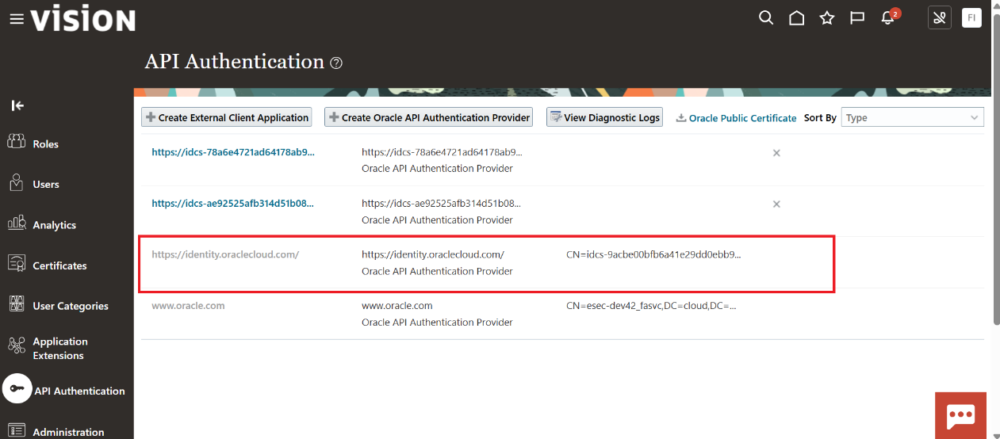 vision
2
FI
API Authentication ?
Create External Client Application
Create Oracle API Authentication Provider
View Diagnostic Logs
Oracle Public Certificate
Sort By
Type
Roles
Users
Analytics
Certificates
User Categories
Application
Extensions
API Authentication
Administration
https://idcs-78a6e4721ad64178ab9... https://idcs-78a6e4721ad64178ab9...
Oracle API Authentication Provider
https://idcs-ae92525afb314d51b08... https://idcs-ae92525afb314d51b08...
Oracle API Authentication Provider
https://identity.oraclecloud.com/ https://identity.oraclecloud.com/ CN=idcs-9acbe00bfb6a41e29dd0ebb9...
Oracle API Authentication Provider
www.oracle.com www.oracle.com CN=esec-dev42_fasvc,DC=cloud,DC=...
Oracle API Authentication Provider